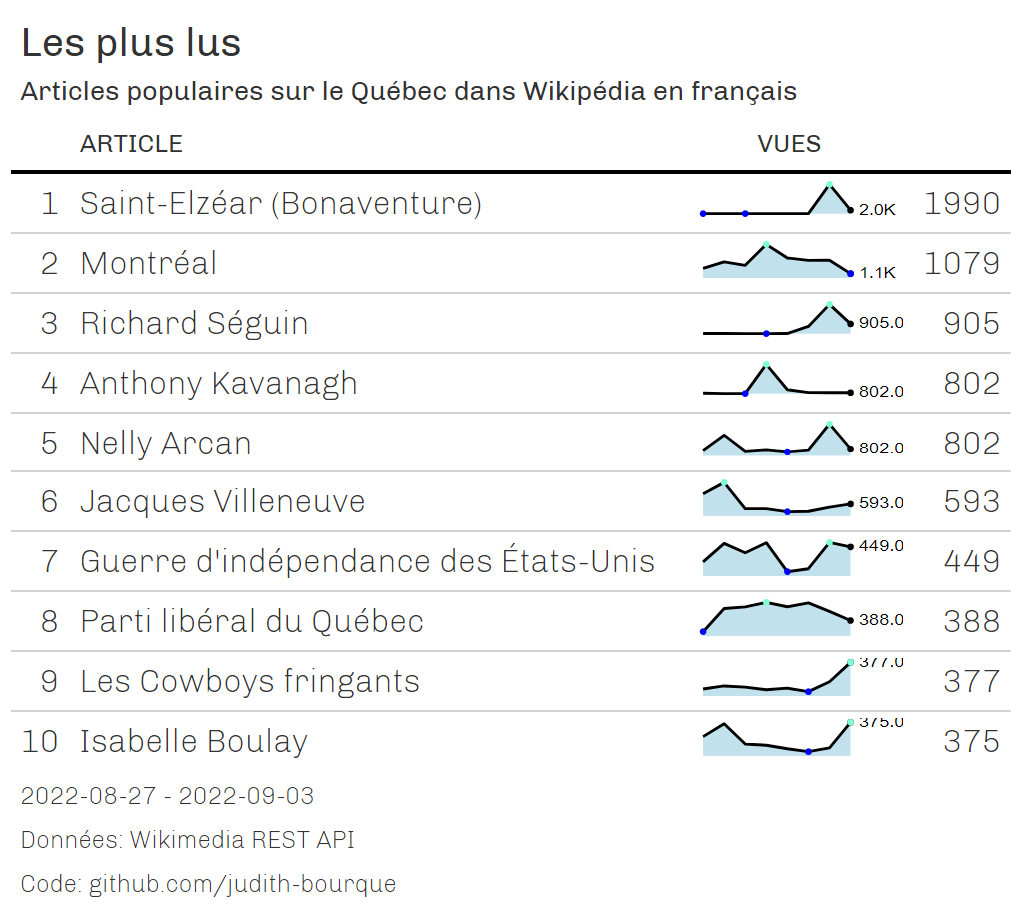 Les plus lus
Articles populaires sur le Québec dans Wikipédia en français
ARTICLE VUES
1 Saint-Elzéar (Bonaventure) 2.0K 1990
2 Montréal 1.1K 1079
3 Richard Séguin 905.0 905
4 Anthony Kavanagh 802.0 802
5 Nelly Arcan 802.0 802
6 Jacques Villeneuve 593.0 593
7 Guerre d'indépendance des États-Unis 449.0 449
8 Parti libéral du Québec 388.0 388
9 Les Cowboys fringants 377.0 377
10 Isabelle Boulay 375.0 375
2022-08-27 - 2022-09-03
Données: Wikimedia REST API
Code: github.com/judith-bourque